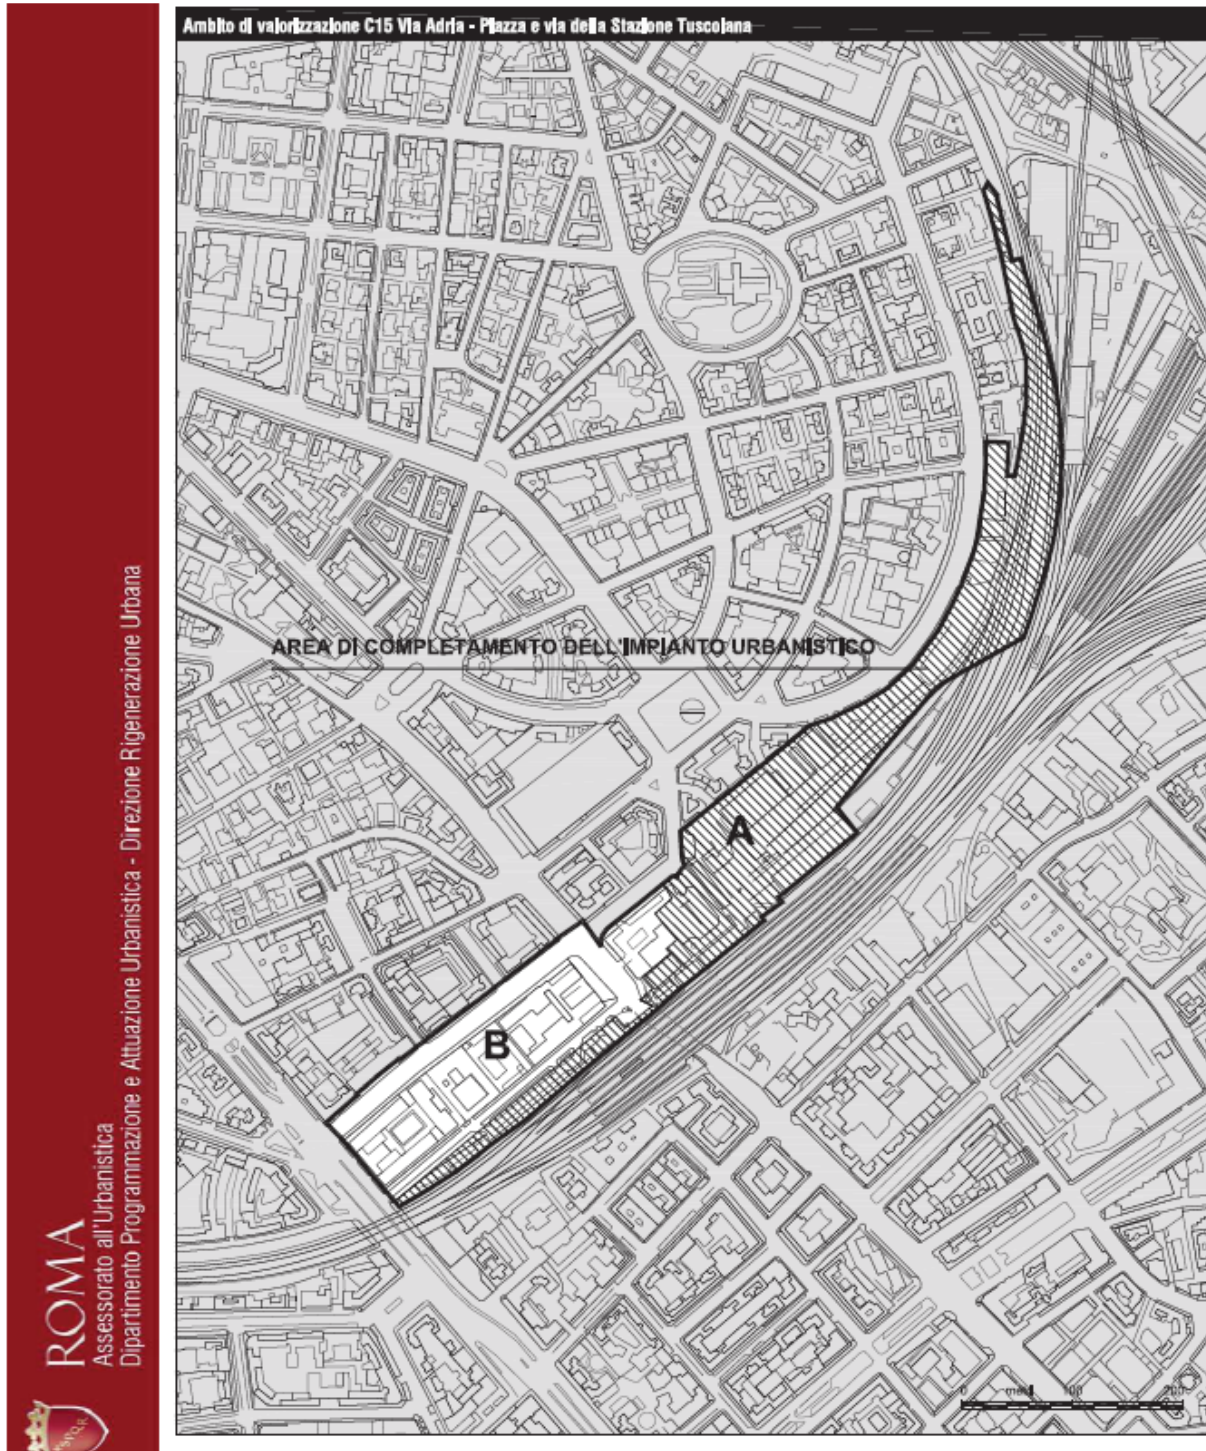 Ambito di valorizzazione C15 Via Adria - Piazza e via della Stazione Tuscolana
AREA DI COMPLETAMENTO DELL'IMPIANTO URBANISTICO
A
B
0 metri 100 200
ROMA
Assessorato all'Urbanistica
Dipartimento Programmazione e Attuazione Urbanistica - Direzione Rigenerazione Urbana
SPQR